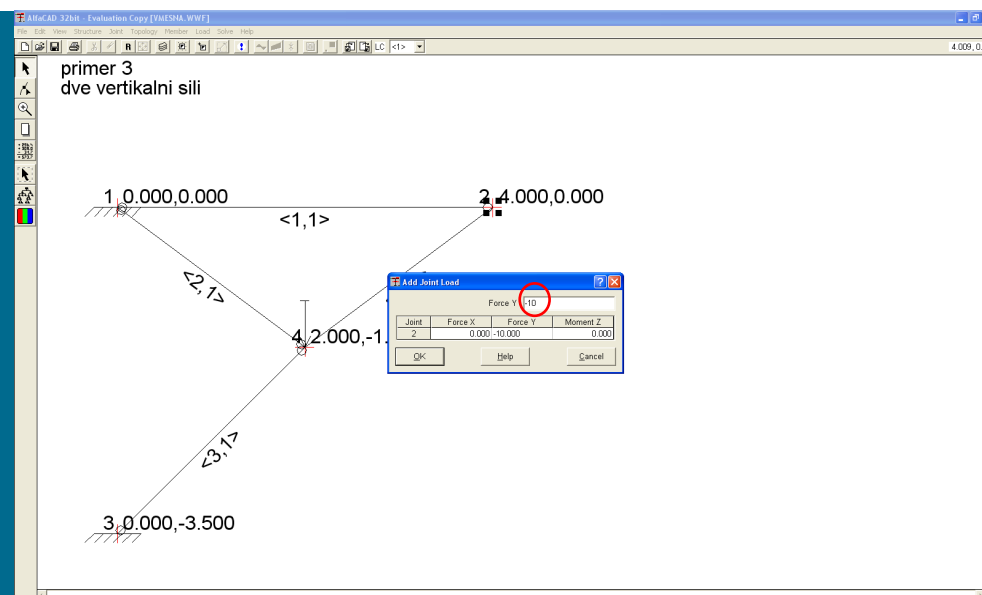 AlfaCAD 32bit - Evaluation Copy [VMESNA.WWF]
File Edit View Structure Joint Topology Member Load Solve Help
R LC <1> 4.009, 0.
primer 3
dve vertikalni sili
1 0.000,0.000
2 4.000,0.000
<1,1>
<2,1>
Add Joint Load
Force Y -10
Joint Force X Force Y Moment Z
2 0.000 -10.000 0.000
OK Help Cancel
4 2.000,-1.
<3,1>
3 0.000,-3.500